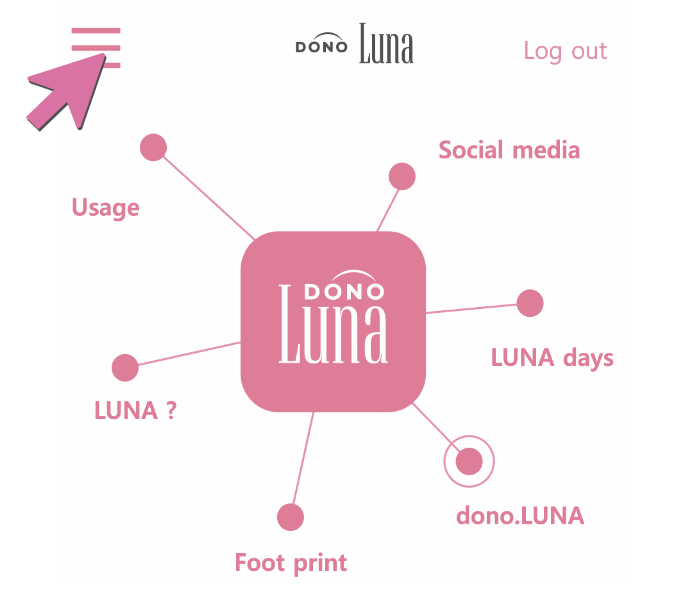 DONO Luna
Log out
Social media
Usage
DONO
Luna
LUNA days
LUNA ?
dono.LUNA
Foot print